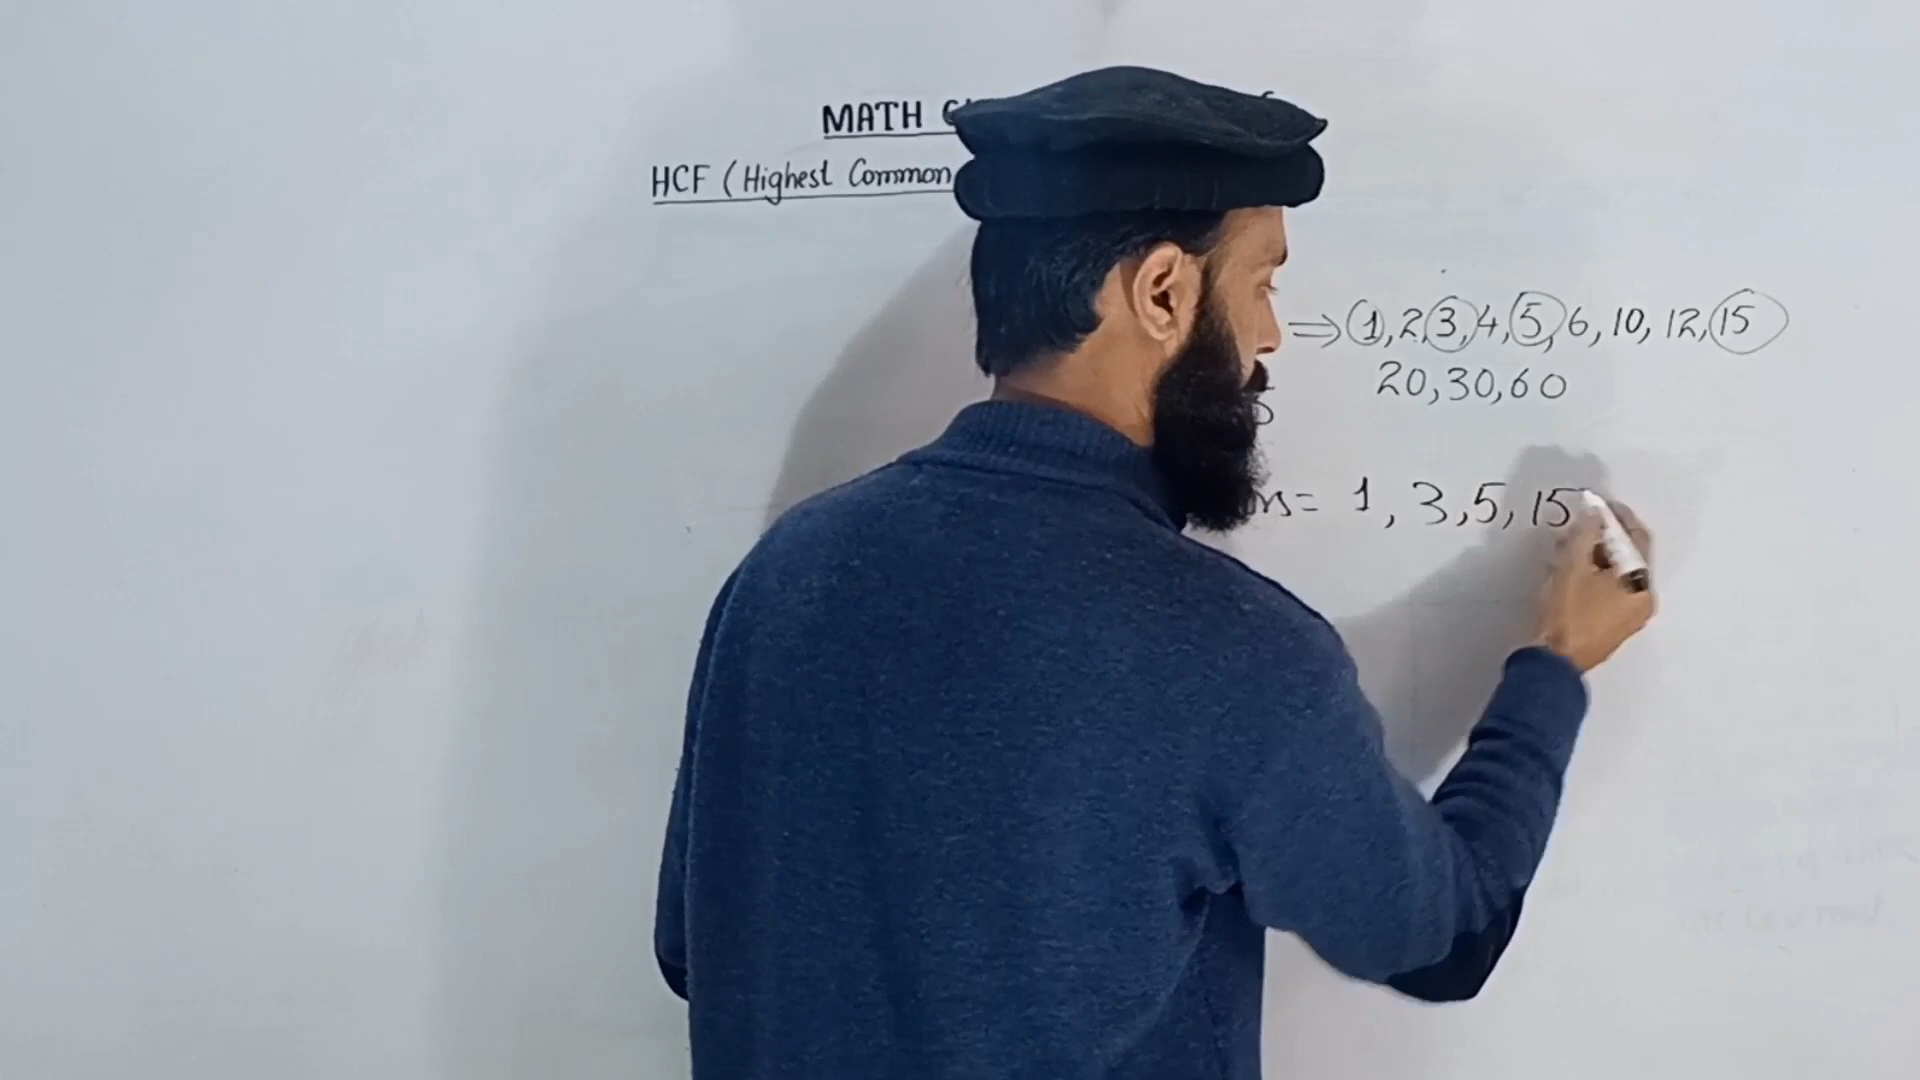 MATH
HCF (Highest Common
⇒ 1, 2, 3, 4, 5, 6, 10, 12, 15
20, 30, 60
= 1, 3, 5, 15